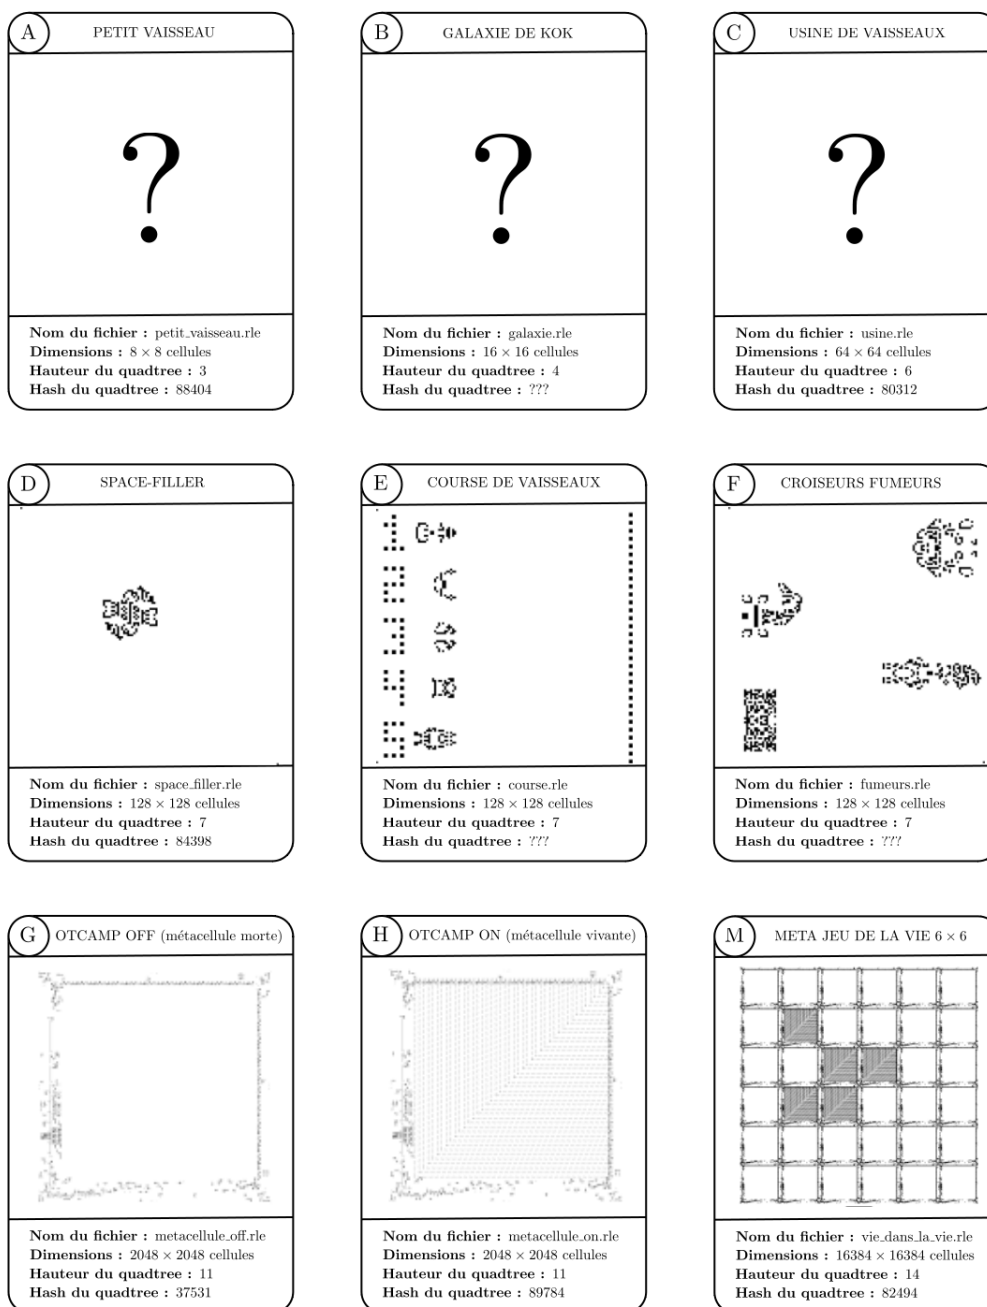 A PETIT VAISSEAU
?
Nom du fichier : petit_vaisseau.rle
Dimensions : 8 × 8 cellules
Hauteur du quadtree : 3
Hash du quadtree : 88404
B GALAXIE DE KOK
?
Nom du fichier : galaxie.rle
Dimensions : 16 × 16 cellules
Hauteur du quadtree : 4
Hash du quadtree : ???
C USINE DE VAISSEAUX
?
Nom du fichier : usine.rle
Dimensions : 64 × 64 cellules
Hauteur du quadtree : 6
Hash du quadtree : 80312
D SPACE-FILLER
Nom du fichier : space_filler.rle
Dimensions : 128 × 128 cellules
Hauteur du quadtree : 7
Hash du quadtree : 84398
E COURSE DE VAISSEAUX
1
2
3
4
5
Nom du fichier : course.rle
Dimensions : 128 × 128 cellules
Hauteur du quadtree : 7
Hash du quadtree : ???
F CROISEURS FUMEURS
Nom du fichier : fumeurs.rle
Dimensions : 128 × 128 cellules
Hauteur du quadtree : 7
Hash du quadtree : ???
G OTCAMP OFF (métacellule morte)
Nom du fichier : metacellule_off.rle
Dimensions : 2048 × 2048 cellules
Hauteur du quadtree : 11
Hash du quadtree : 37531
H OTCAMP ON (métacellule vivante)
Nom du fichier : metacellule_on.rle
Dimensions : 2048 × 2048 cellules
Hauteur du quadtree : 11
Hash du quadtree : 89784
M META JEU DE LA VIE 6 × 6
Nom du fichier : vie_dans_la_vie.rle
Dimensions : 16384 × 16384 cellules
Hauteur du quadtree : 14
Hash du quadtree : 82494